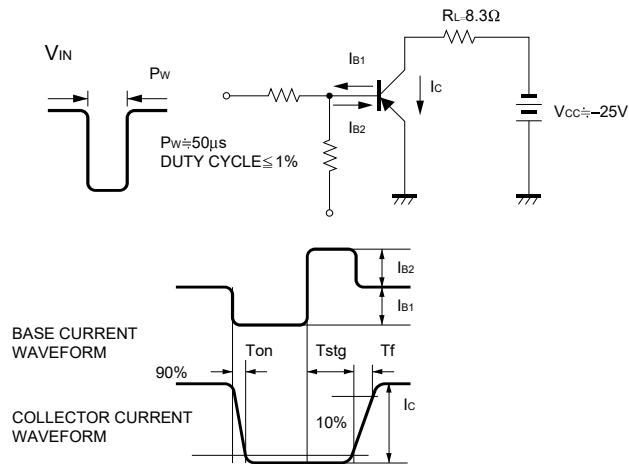 VIN
PW
IB1
IB2
IC
RL=8.3Ω
VCC≒–25V
PW≒50μs
DUTY CYCLE≦1%
IB2
IB1
BASE CURRENT
WAVEFORM
Ton
Tstg
Tf
90%
COLLECTOR CURRENT
WAVEFORM
10%
IC